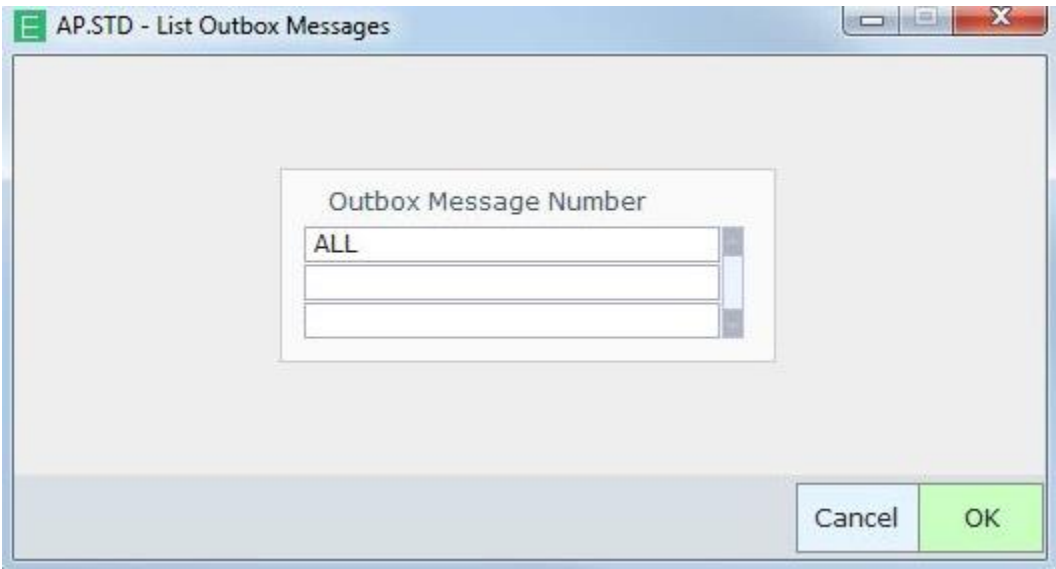 E AP.STD - List Outbox Messages
Outbox Message Number
ALL
Cancel OK